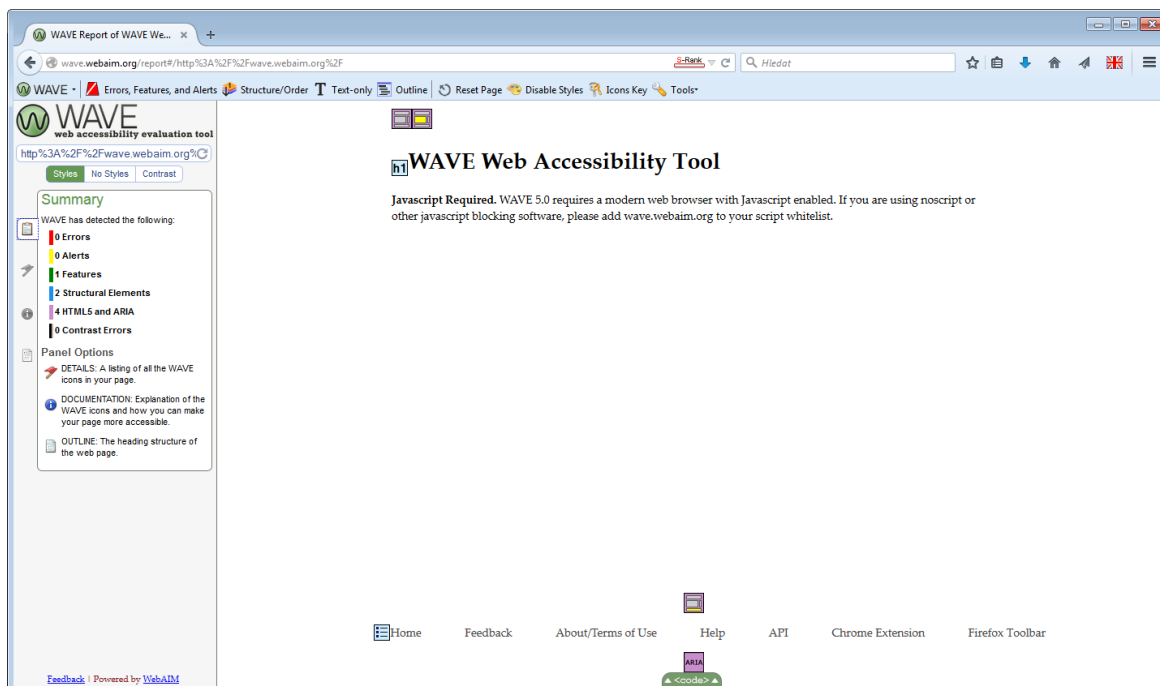 WAVE Report of WAVE We...
wave.webaim.org/report#/http%3A%2F%2Fwave.webaim.org%2F
S-Rank
Hledat
WAVE
Errors, Features, and Alerts
Structure/Order
T Text-only
Outline
Reset Page
Disable Styles
Icons Key
Tools
WAVE
web accessibility evaluation tool
http%3A%2F%2Fwave.webaim.org%
Styles No Styles Contrast
Summary
WAVE has detected the following:
0 Errors
0 Alerts
1 Features
2 Structural Elements
4 HTML5 and ARIA
0 Contrast Errors
Panel Options
DETAILS: A listing of all the WAVE
icons in your page.
DOCUMENTATION: Explanation of the
WAVE icons and how you can make
your page more accessible.
OUTLINE: The heading structure of
the web page.
Feedback | Powered by WebAIM
h1 WAVE Web Accessibility Tool
Javascript Required. WAVE 5.0 requires a modern web browser with Javascript enabled. If you are using noscript or
other javascript blocking software, please add wave.webaim.org to your script whitelist.
Home Feedback About/Terms of Use Help API Chrome Extension Firefox Toolbar
ARIA
<code>